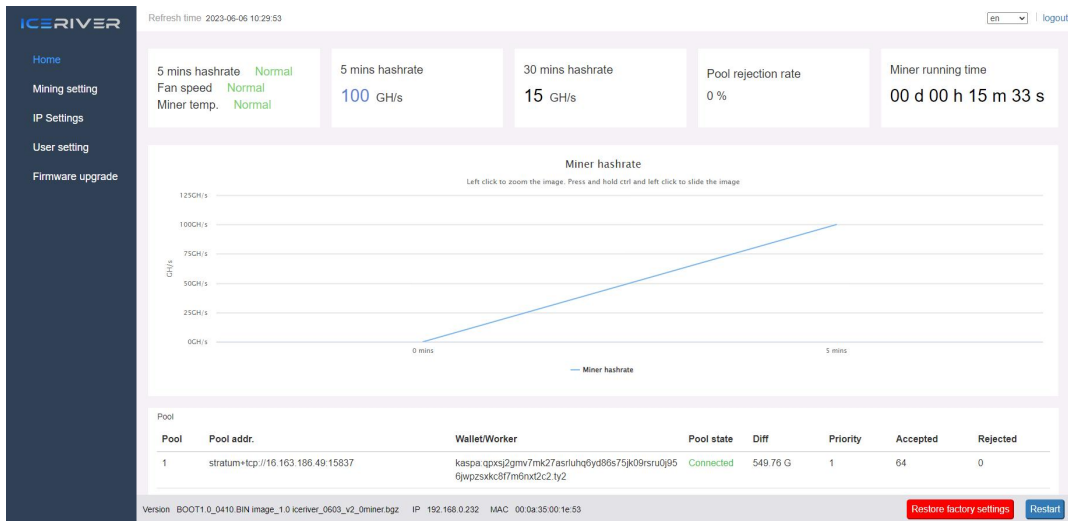 ICERIVER
Refresh time 2023-06-06 10:29:53
en
logout
Home
Mining setting
IP Settings
User setting
Firmware upgrade
5 mins hashrate Normal
Fan speed Normal
Miner temp. Normal
5 mins hashrate
100 GH/s
30 mins hashrate
15 GH/s
Pool rejection rate
0 %
Miner running time
00 d 00 h 15 m 33 s
Miner hashrate
Left click to zoom the image. Press and hold ctrl and left click to slide the image
125GH/s
100GH/s
75GH/s
50GH/s
25GH/s
0GH/s
GH/s
0 mins
5 mins
Miner hashrate
Pool
Pool Pool addr. Wallet/Worker Pool state Diff Priority Accepted Rejected
1 stratum+tcp://16.163.186.49:15837 kaspa:qpxsj2gmv7mk27asrluhq6yd86s75jk09rsru0j95 Connected 549.76 G 1 64 0
6jwpzsxkc8f7m6nxt2c2.ty2
Version BOOT1.0_0410.BIN image_1.0 iceriver_0603_v2_0miner.bgz IP 192.168.0.232 MAC 00:0a:35:00:1e:53
Restore factory settings
Restart